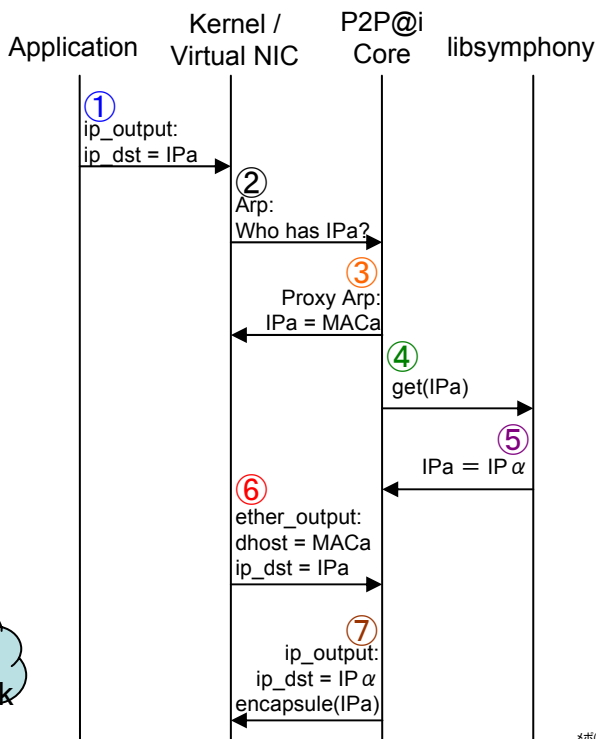 Application
Kernel /
Virtual NIC
P2P@i
Core
libsymphony
①
ip_output:
ip_dst = IPa
②
Arp:
Who has IPa?
③
Proxy Arp:
IPa = MACa
④
get(IPa)
⑤
IPa = IPα
⑥
ether_output:
dhost = MACa
ip_dst = IPa
⑦
ip_output:
ip_dst = IPα
encapsule(IPa)